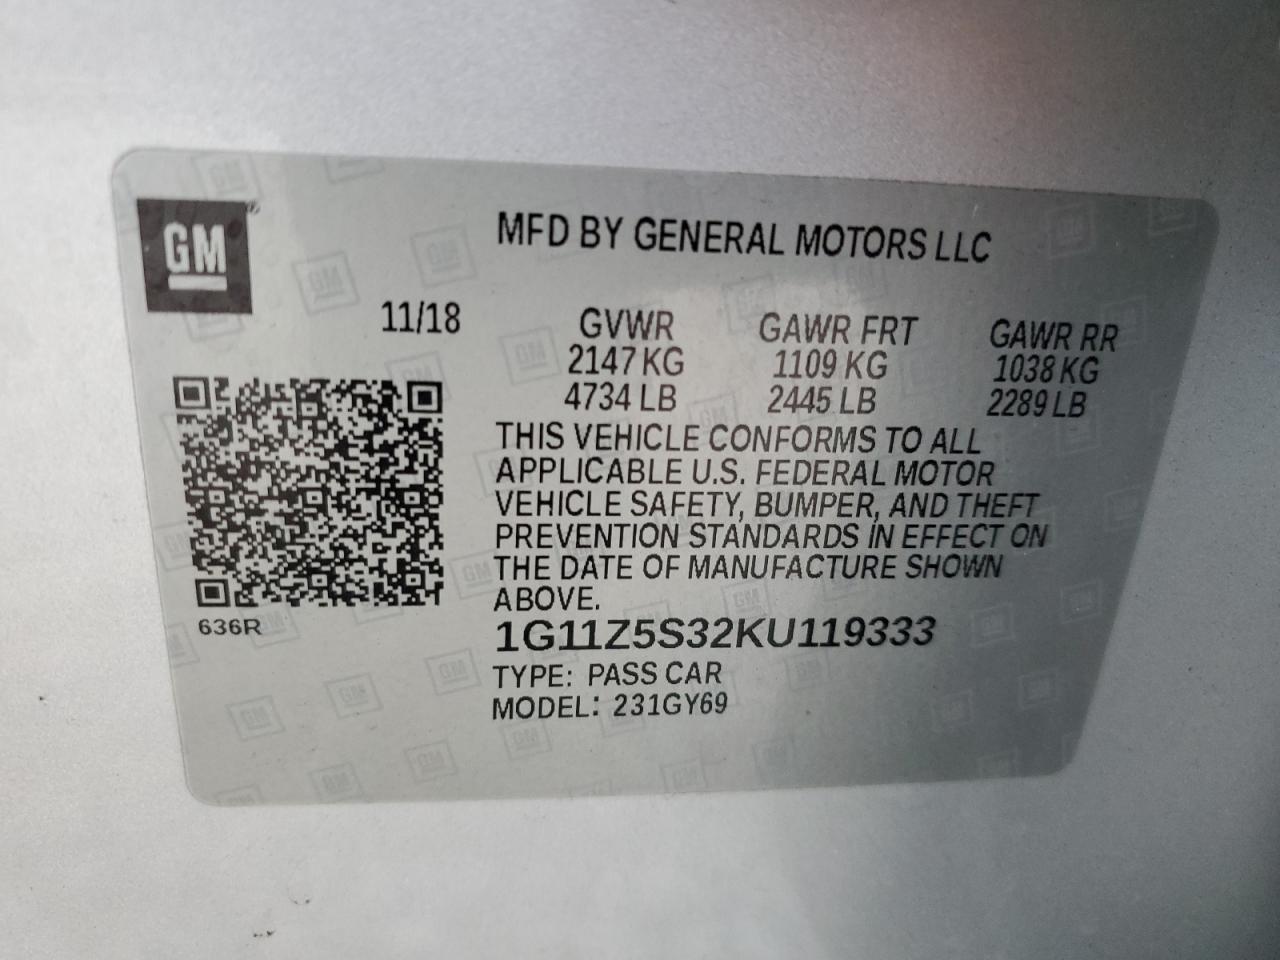 GM
MFD BY GENERAL MOTORS LLC
11/18
GVWR GAWR FRT GAWR RR
2147 KG 1109 KG 1038 KG
4734 LB 2445 LB 2289 LB
THIS VEHICLE CONFORMS TO ALL
APPLICABLE U.S. FEDERAL MOTOR
VEHICLE SAFETY, BUMPER, AND THEFT
PREVENTION STANDARDS IN EFFECT ON
THE DATE OF MANUFACTURE SHOWN
ABOVE.
636R
1G11Z5S32KU119333
TYPE: PASS CAR
MODEL: 231GY69